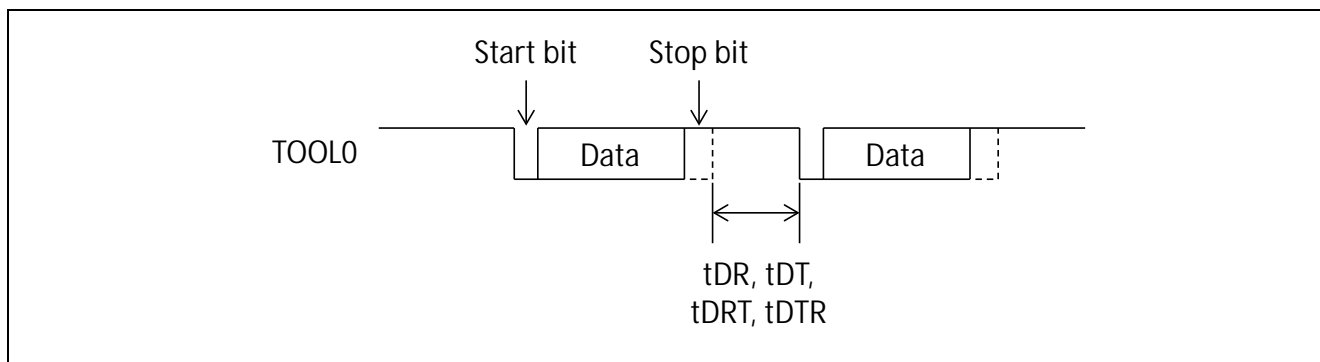 Start bit
Stop bit
TOOL0
Data
Data
tDR, tDT,
tDRT, tDTR